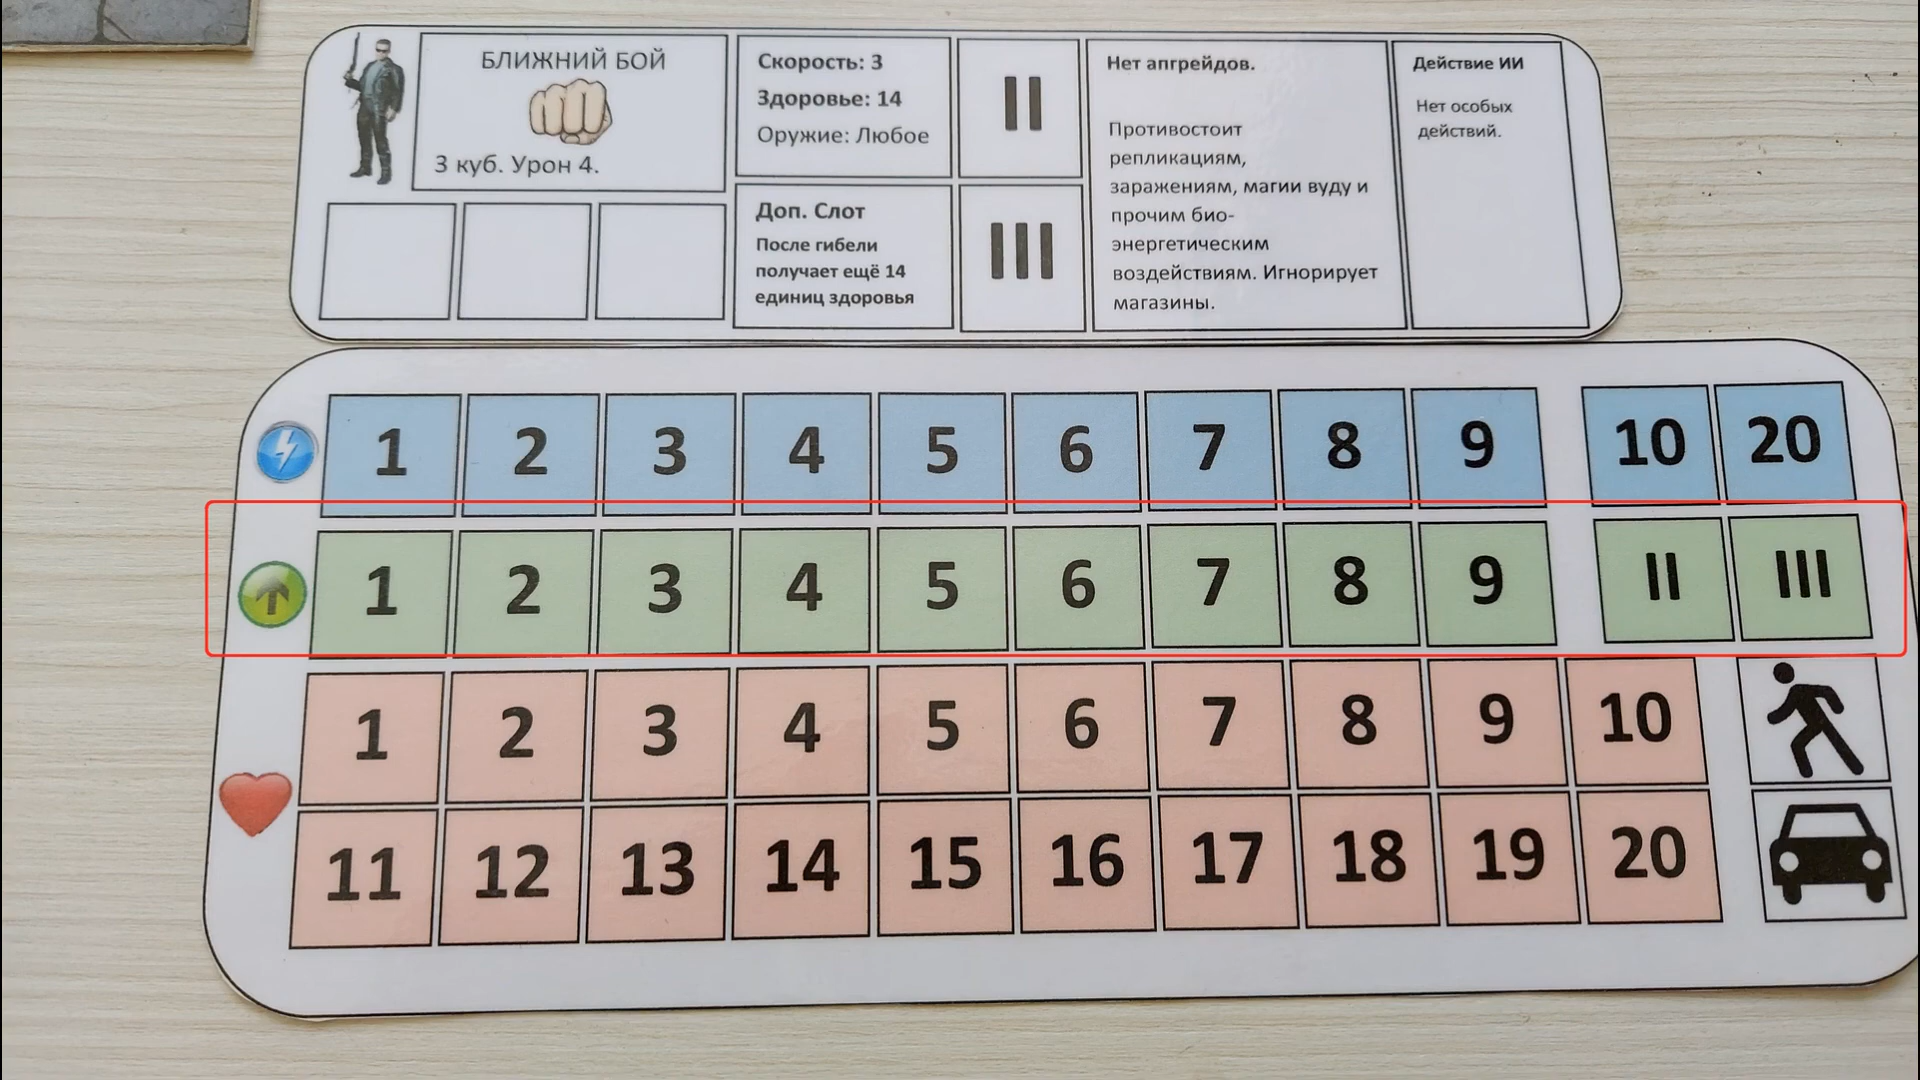 БЛИЖНИЙ БОЙ
3 куб. Урон 4.
Скорость: 3
Здоровье: 14
Оружие: Любое
Доп. Слот
После гибели
получает ещё 14
единиц здоровья
II
III
Нет апгрейдов.
Противостоит
репликациям,
заражениям, магии вуду и
прочим био-
энергетическим
воздействиям. Игнорирует
магазины.
Действие ИИ
Нет особых
действий.
1 2 3 4 5 6 7 8 9 10 20
1 2 3 4 5 6 7 8 9 II III
1 2 3 4 5 6 7 8 9 10
11 12 13 14 15 16 17 18 19 20